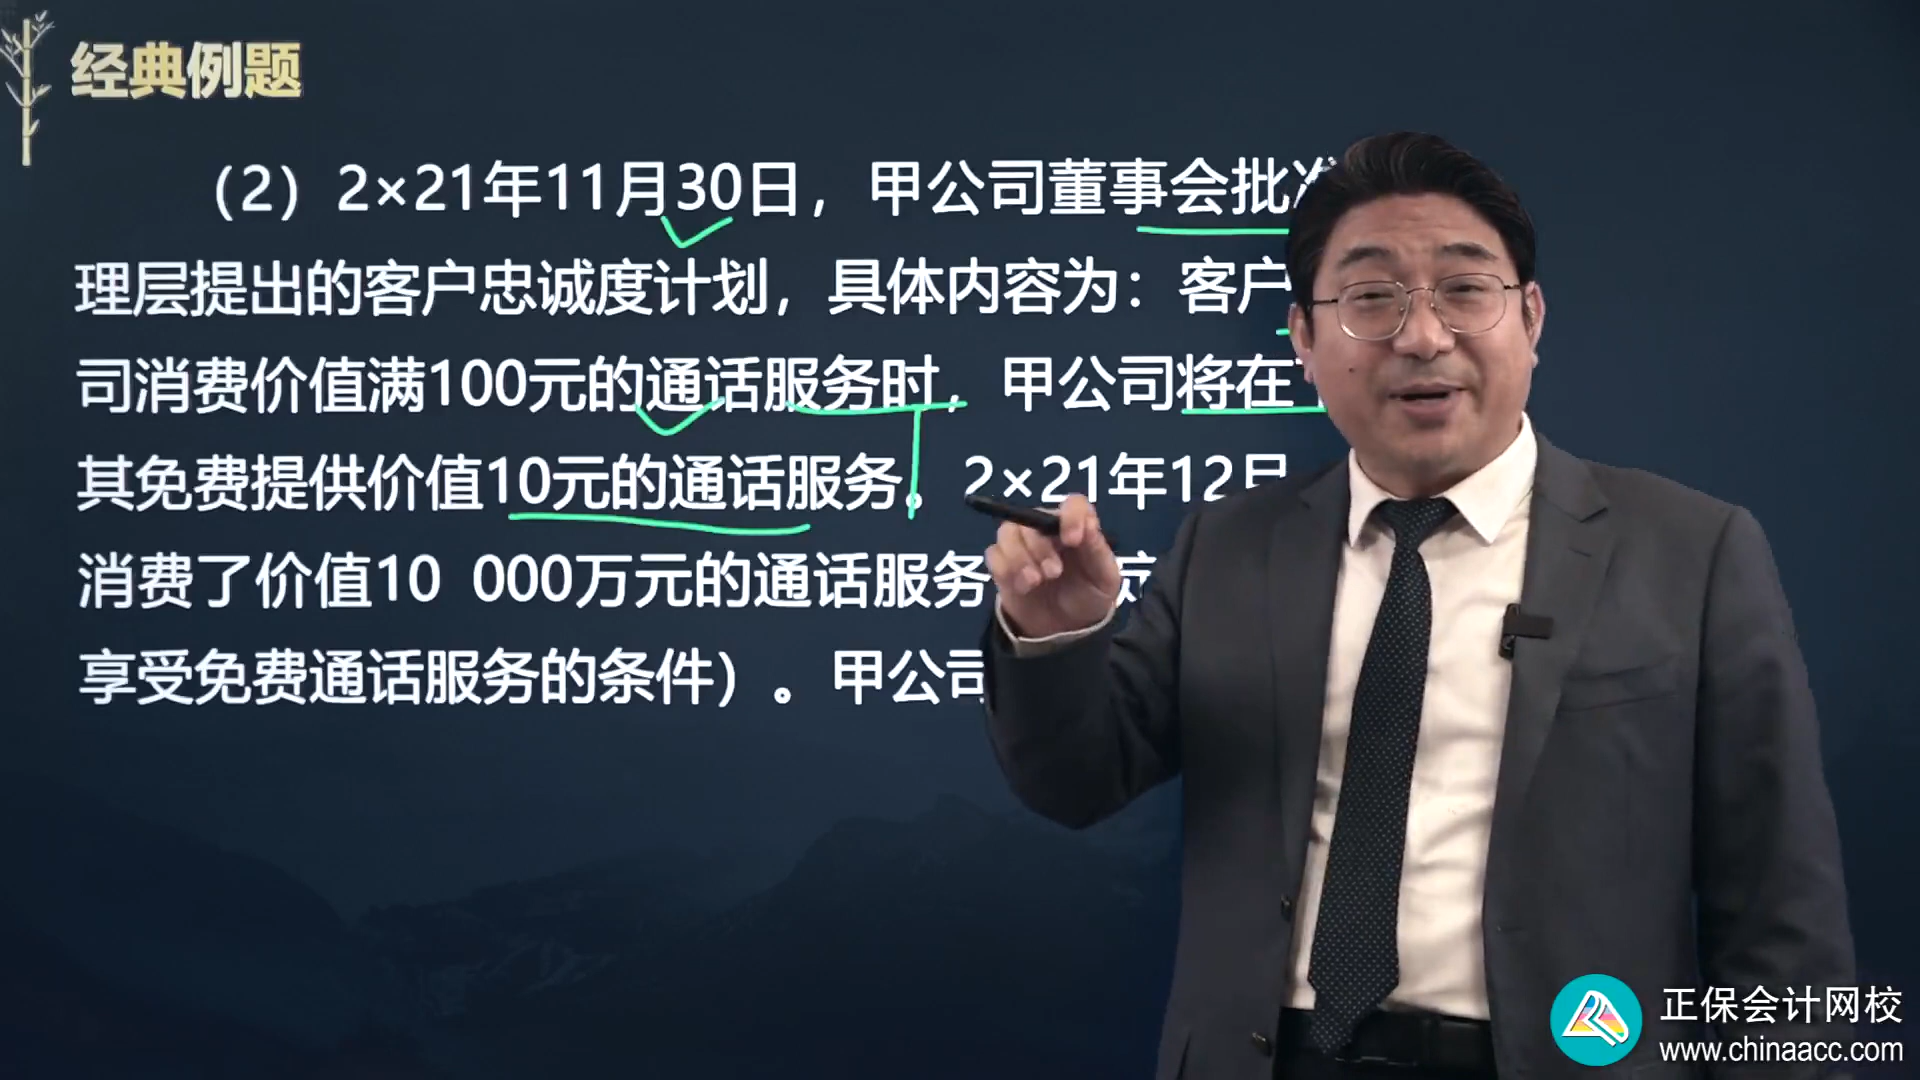 经典例题
（2）2×21年11月30日，甲公司董事会批准
理层提出的客户忠诚度计划，具体内容为：客户
司消费价值满100元的通话服务时，甲公司将在
其免费提供价值10元的通话服务。2×21年12月
消费了价值10 000万元的通话服务
享受免费通话服务的条件）。甲公司
正保会计网校
www.chinaacc.com